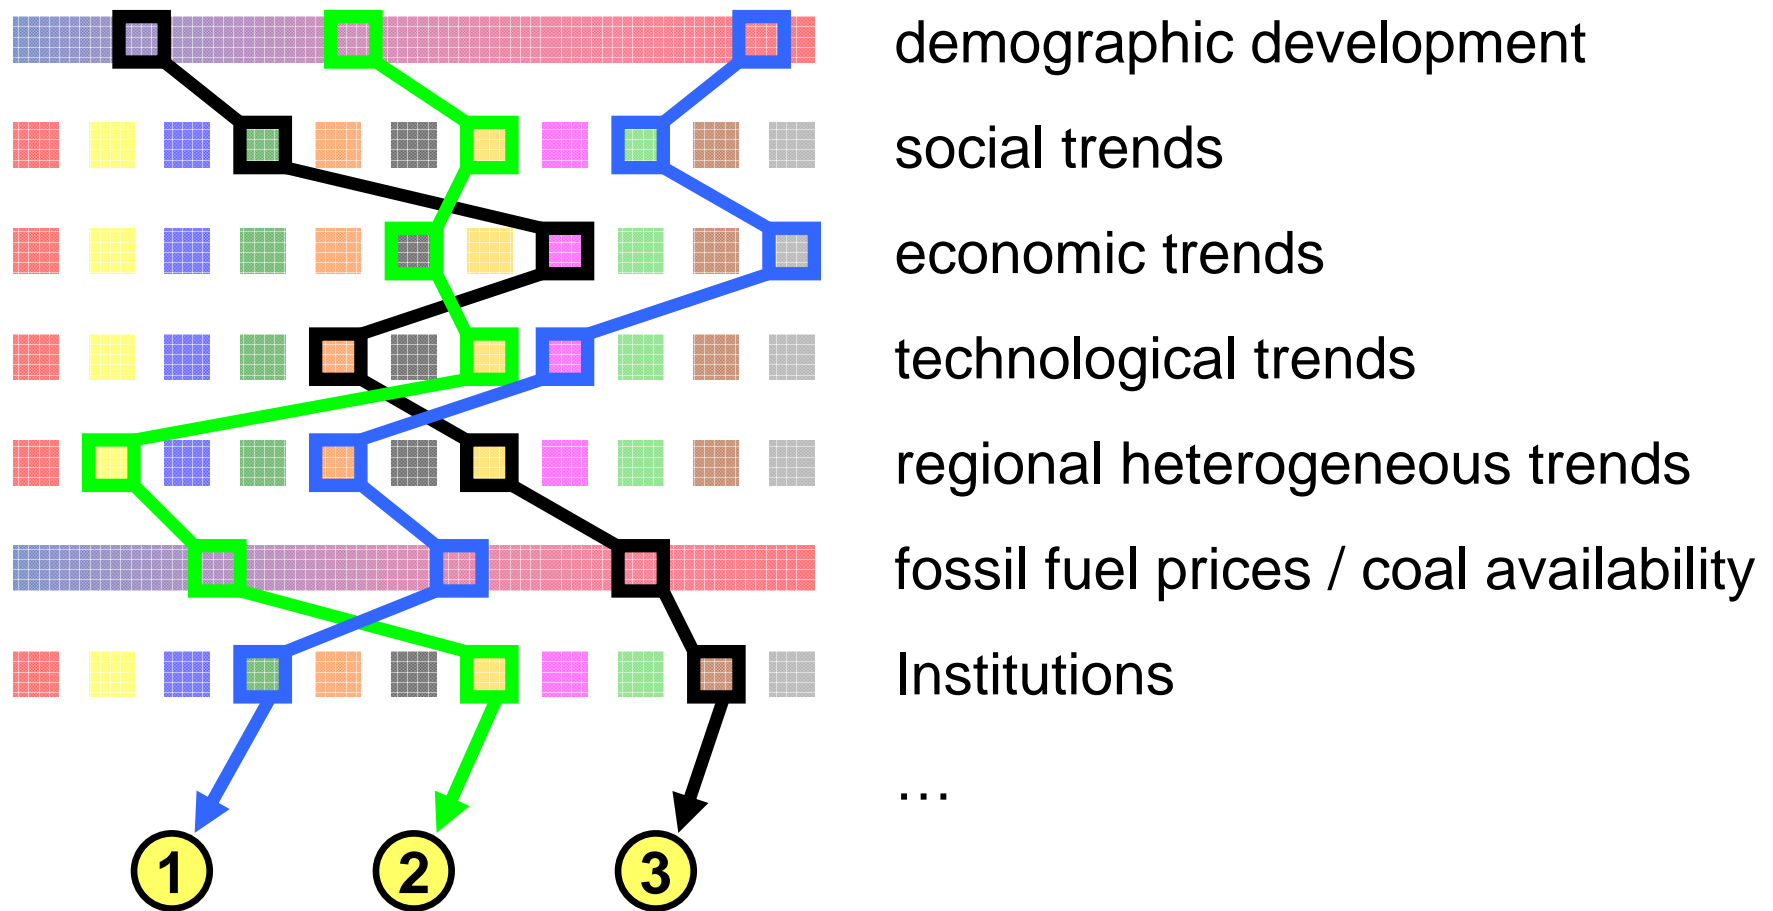 demographic development
social trends
economic trends
technological trends
regional heterogeneous trends
fossil fuel prices / coal availability
Institutions
…
1 2 3